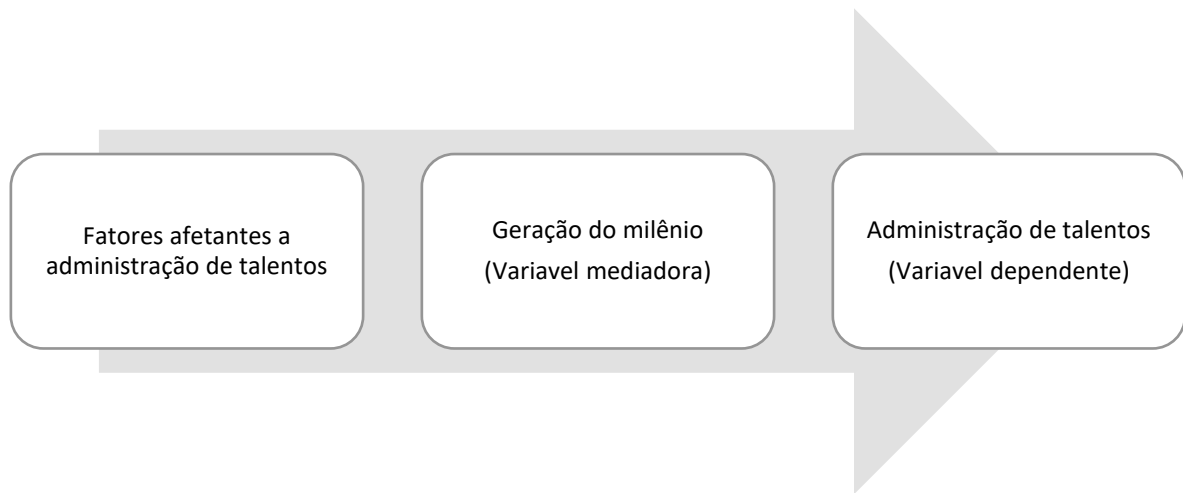 Fatores afetantes a
administração de talentos
Geração do milênio
(Variavel mediadora)
Administração de talentos
(Variavel dependente)